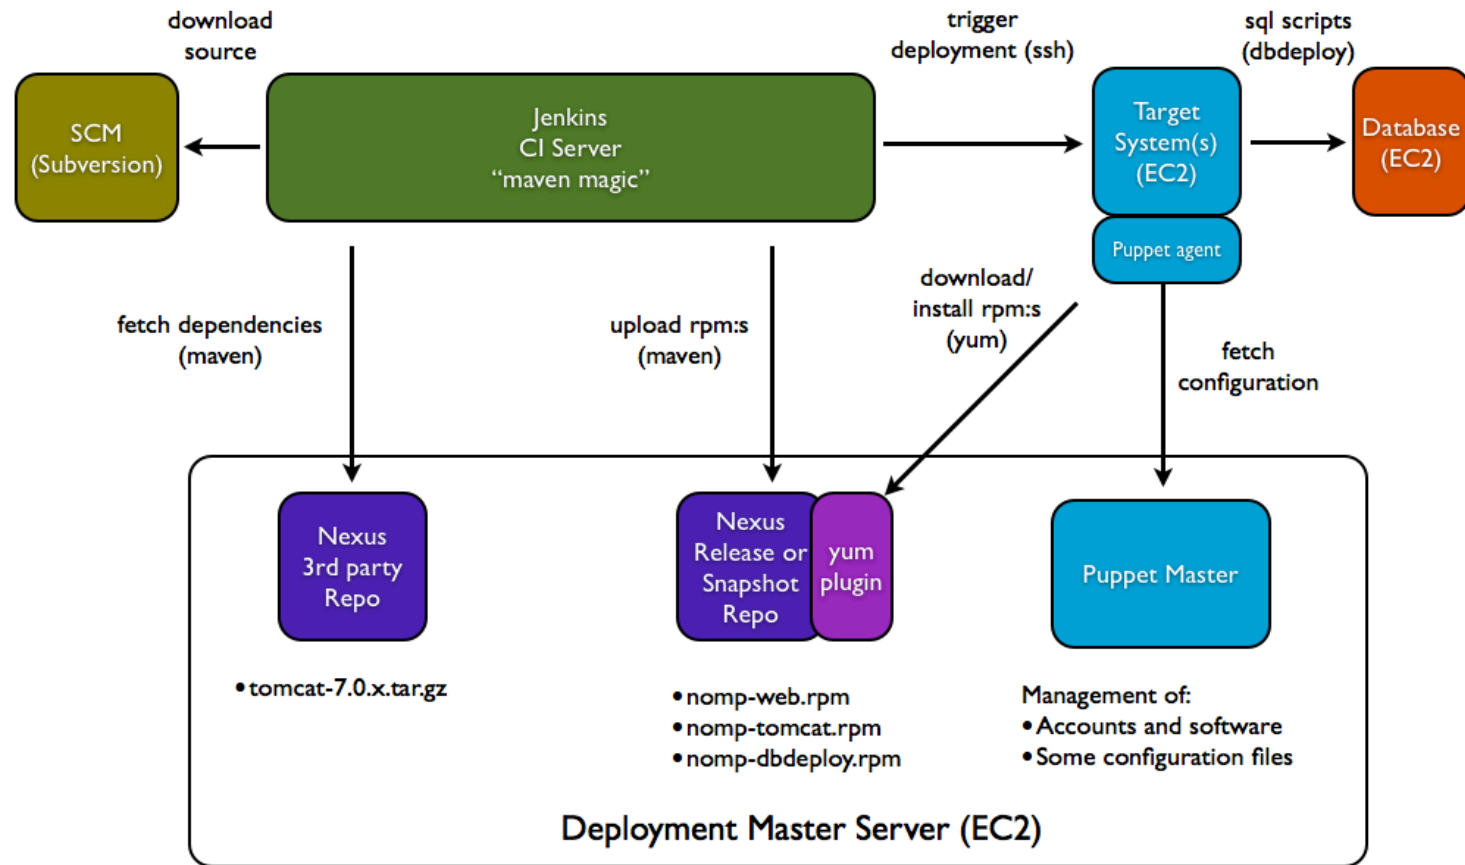 download
source
trigger
deployment (ssh)
sql scripts
(dbdeploy)
SCM
(Subversion)
Jenkins
CI Server
“maven magic”
Target
System(s)
(EC2)
Database
(EC2)
Puppet agent
fetch dependencies
(maven)
upload rpm:s
(maven)
download/
install rpm:s
(yum)
fetch
configuration
Nexus
3rd party
Repo
Nexus
Release or
Snapshot
Repo
yum
plugin
Puppet Master
•tomcat-7.0.x.tar.gz
•nomp-web.rpm
•nomp-tomcat.rpm
•nomp-dbdeploy.rpm
Management of:
•Accounts and software
•Some configuration files
Deployment Master Server (EC2)